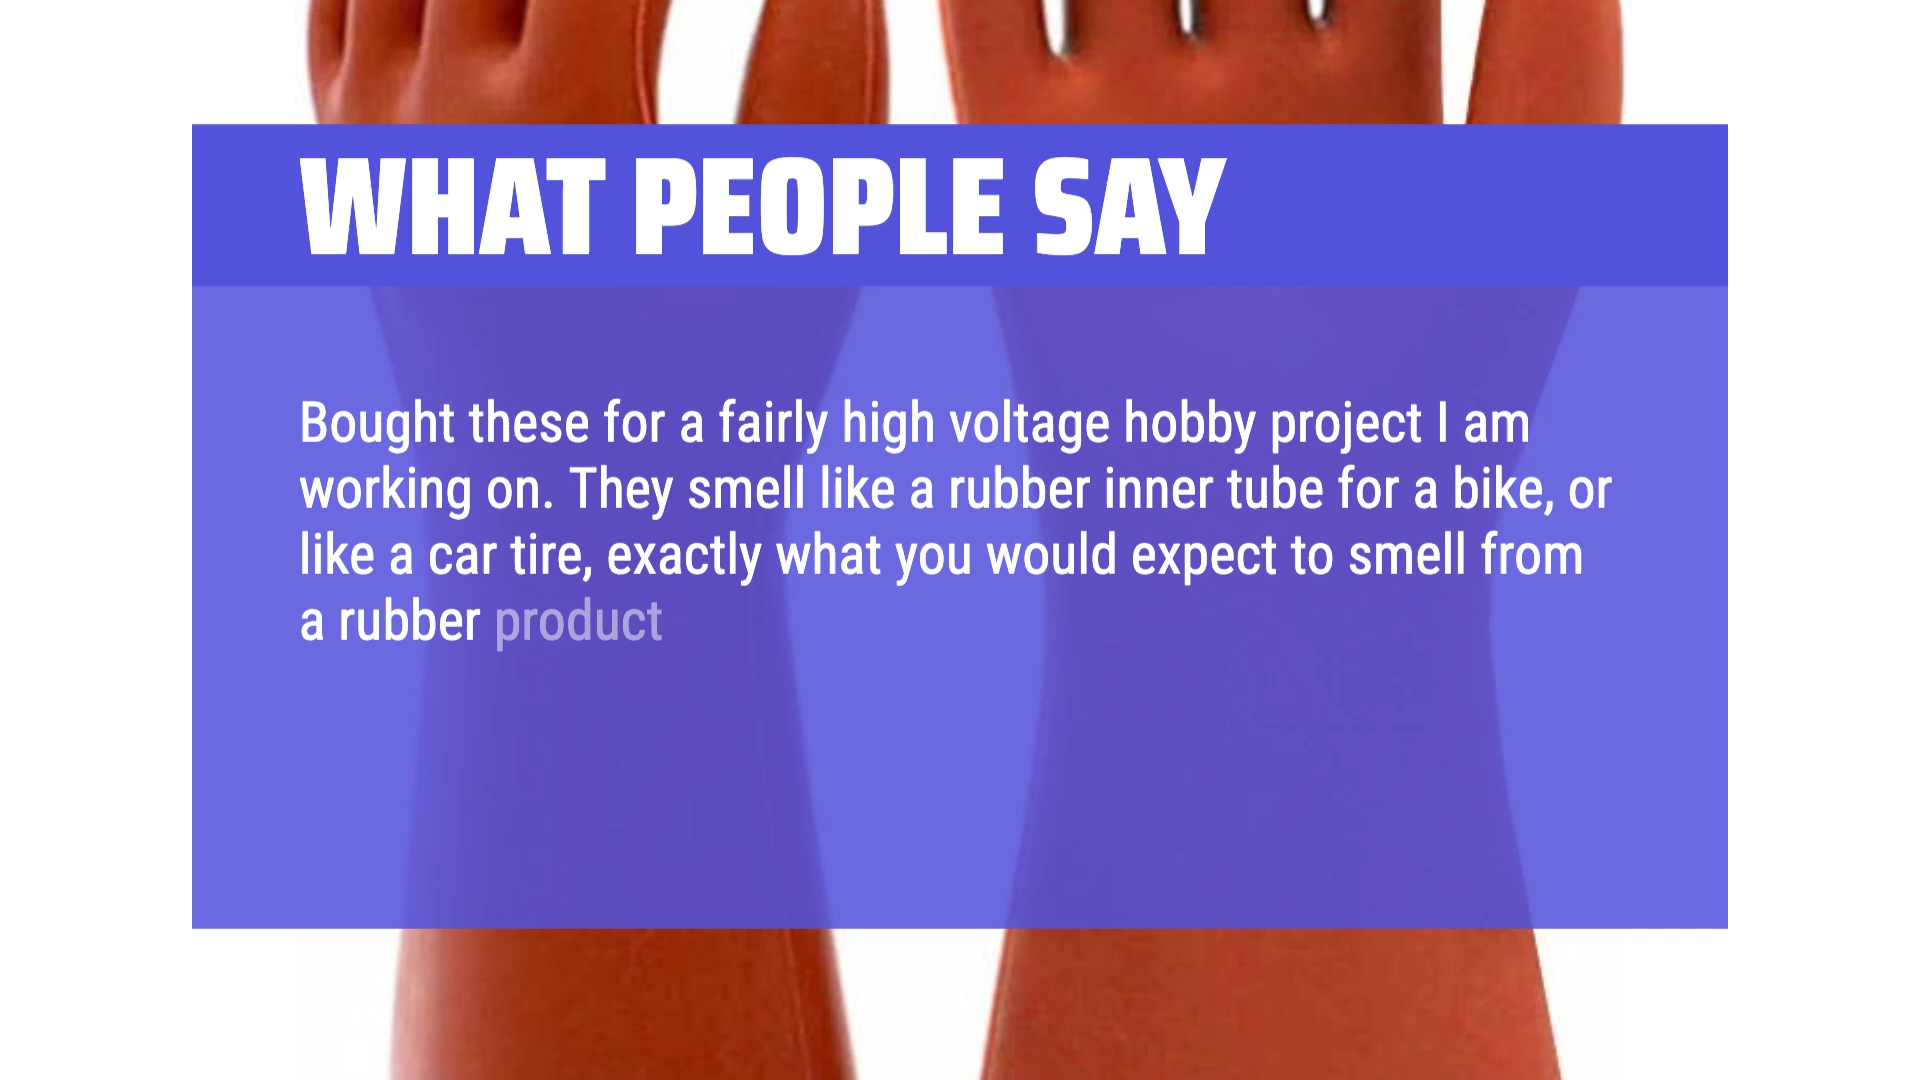 WHAT PEOPLE SAY
Bought these for a fairly high voltage hobby project I am
working on. They smell like a rubber inner tube for a bike, or
like a car tire, exactly what you would expect to smell from
a rubber product